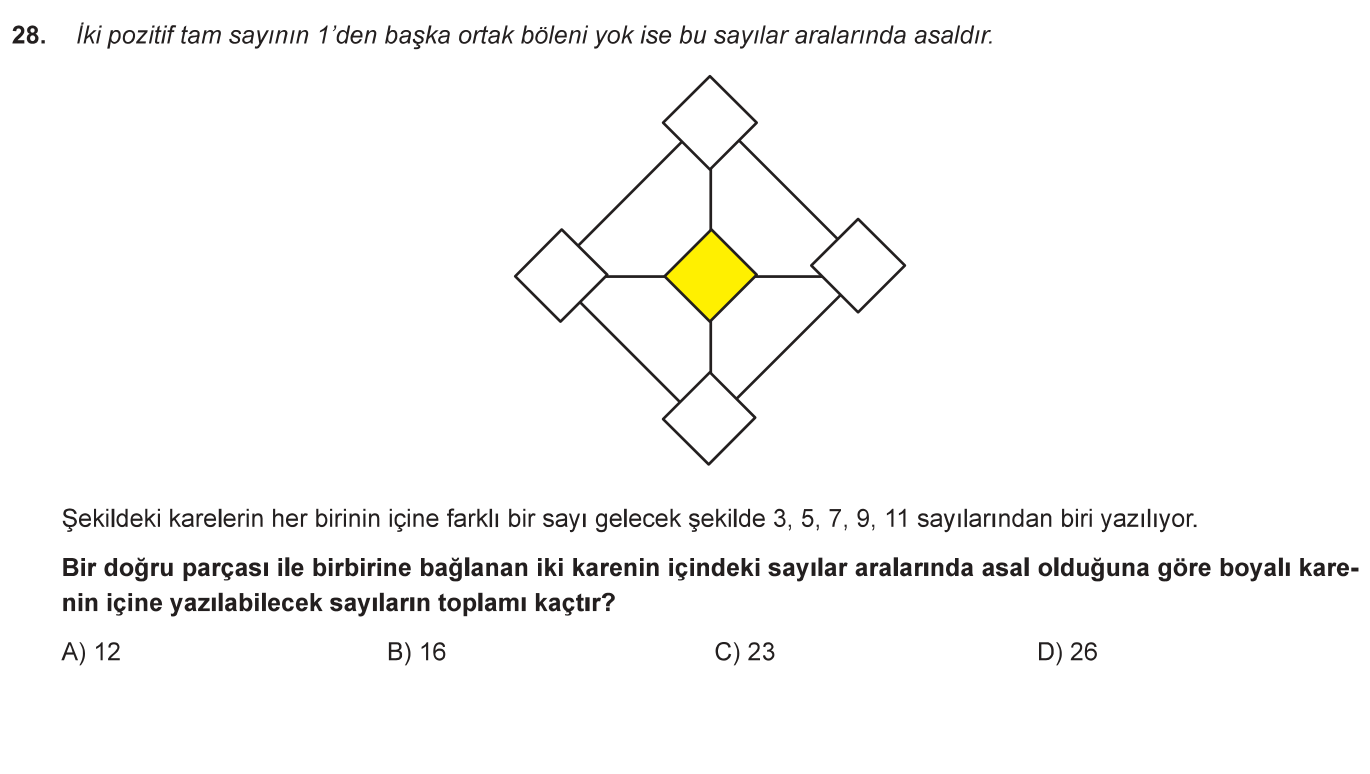 28. İki pozitif tam sayının 1’den başka ortak böleni yok ise bu sayılar aralarında asaldır.
Şekildeki karelerin her birinin içine farklı bir sayı gelecek şekilde 3, 5, 7, 9, 11 sayılarından biri yazılıyor.
Bir doğru parçası ile birbirine bağlanan iki karenin içindeki sayılar aralarında asal olduğuna göre boyalı kare-
nin içine yazılabilecek sayıların toplamı kaçtır?
A) 12 B) 16 C) 23 D) 26